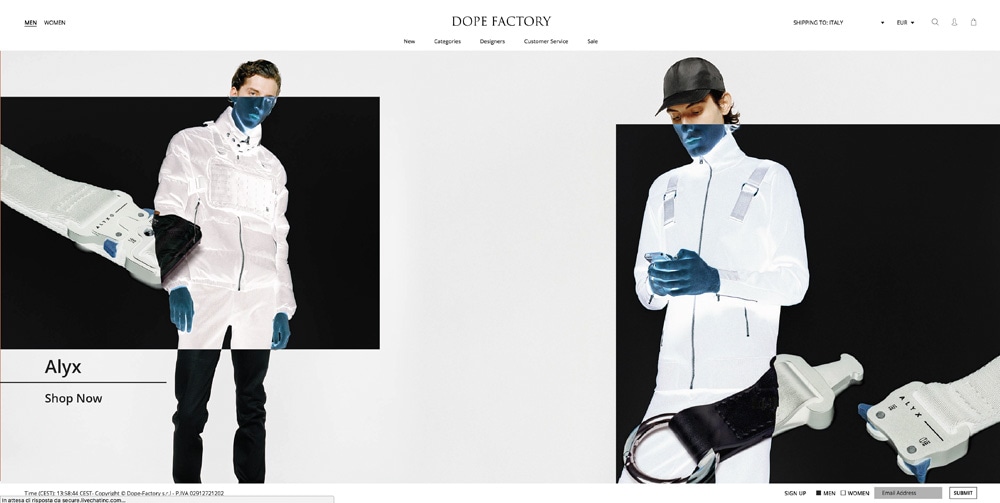 MEN WOMEN
DOPE FACTORY
SHIPPING TO: ITALY
EUR
New Categories Designers Customer Service Sale
ALYX
ALYX
Alyx
Shop Now
Time (CEST): 13:58:44 CEST- Copyright © Dope-Factory s.r.l - P.IVA 02912721202
In attesa di risposta da secure.livechatinc.com...
SIGN UP MEN WOMEN Email Address SUBMIT